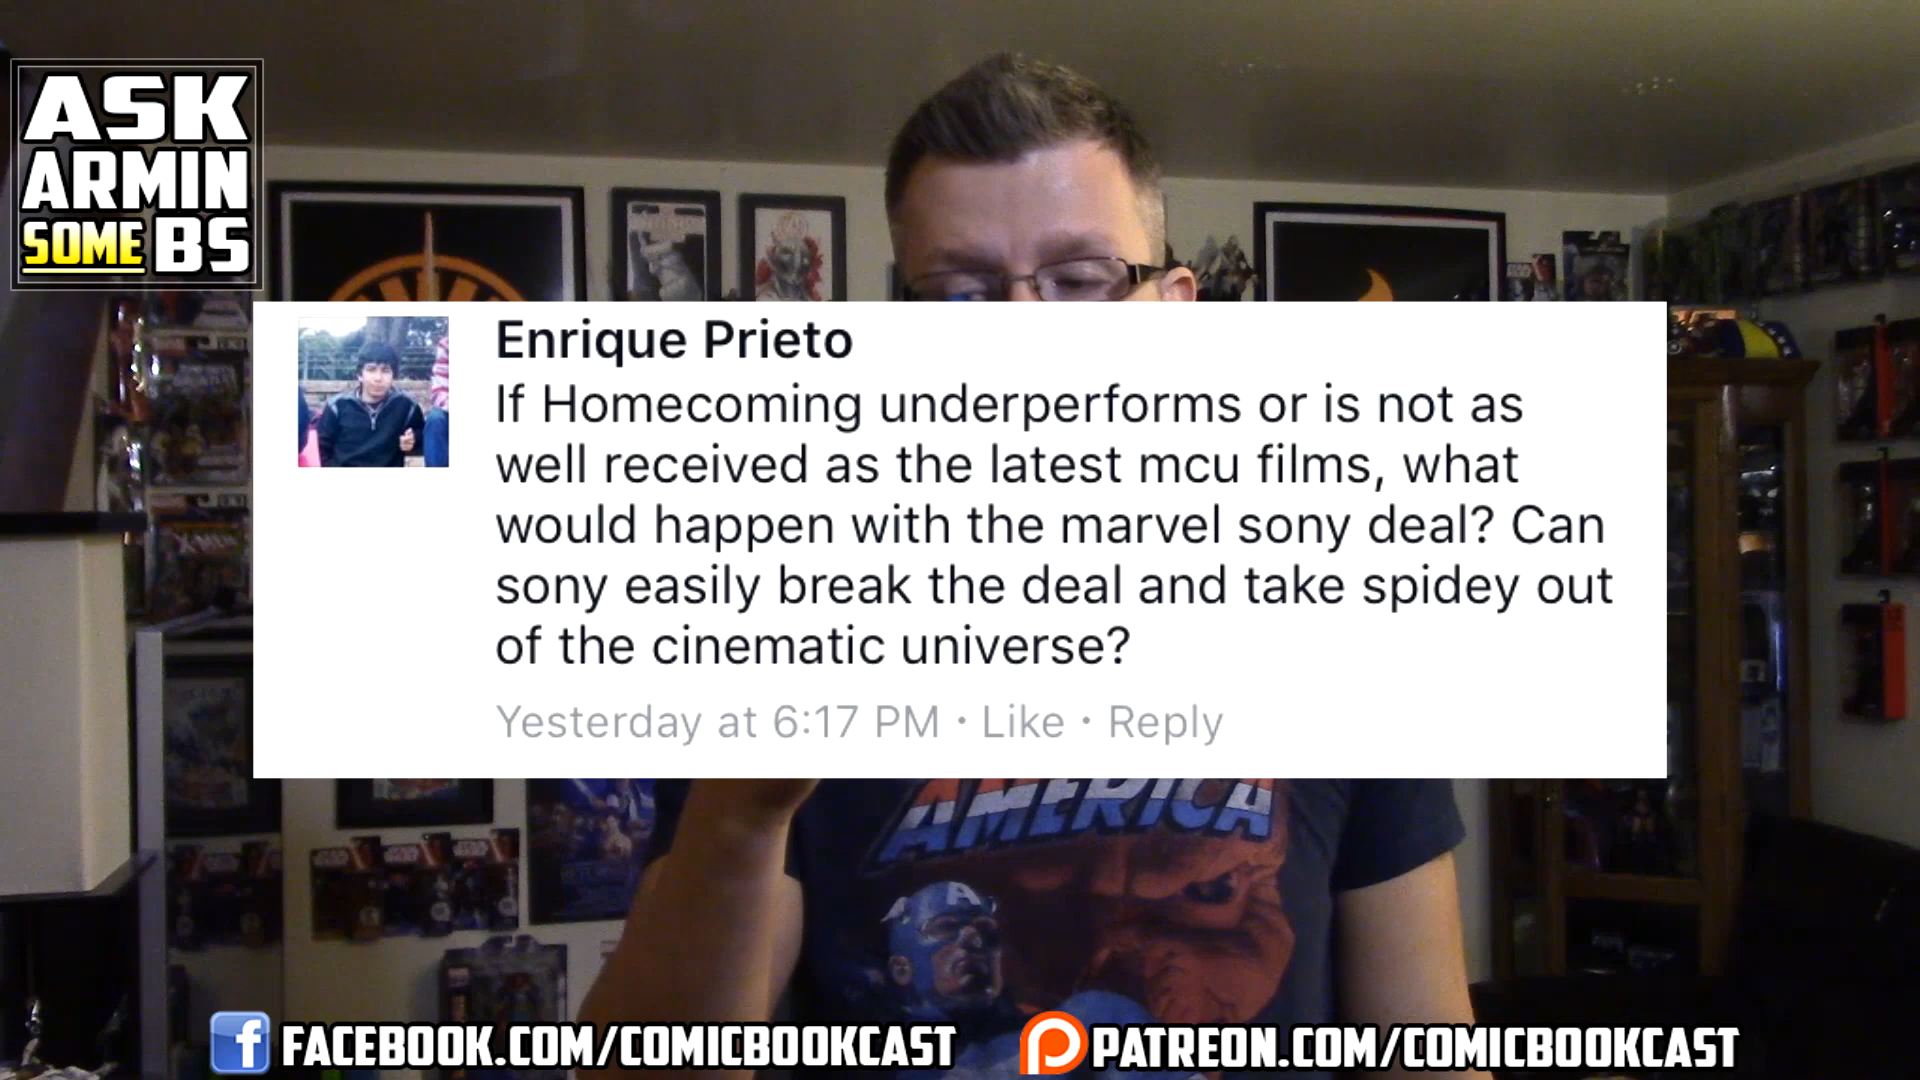 ASK
ARMIN
SOME BS
Enrique Prieto
If Homecoming underperforms or is not as
well received as the latest mcu films, what
would happen with the marvel sony deal? Can
sony easily break the deal and take spidey out
of the cinematic universe?
Yesterday at 6:17 PM · Like · Reply
AMERICA
A
FACEBOOK.COM/COMICBOOKCAST
PATREON.COM/COMICBOOKCAST